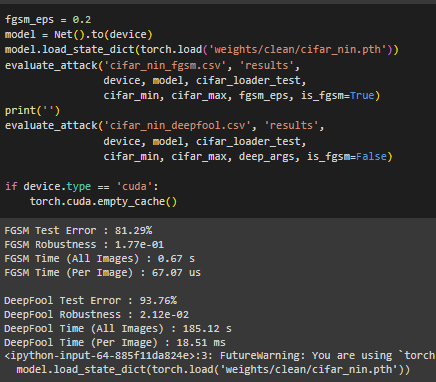 fgsm_eps = 0.2
model = Net().to(device)
model.load_state_dict(torch.load('weights/clean/cifar_nin.pth'))
evaluate_attack('cifar_nin_fgsm.csv', 'results',
                device, model, cifar_loader_test,
                cifar_min, cifar_max, fgsm_eps, is_fgsm=True)
print('')
evaluate_attack('cifar_nin_deepfool.csv', 'results',
                device, model, cifar_loader_test,
                cifar_min, cifar_max, deep_args, is_fgsm=False)
if device.type == 'cuda':
    torch.cuda.empty_cache()
FGSM Test Error : 81.29%
FGSM Robustness : 1.77e-01
FGSM Time (All Images) : 0.67 s
FGSM Time (Per Image) : 67.07 us
DeepFool Test Error : 93.76%
DeepFool Robustness : 2.12e-02
DeepFool Time (All Images) : 185.12 s
DeepFool Time (Per Image) : 18.51 ms
<ipython-input-64-885f11da824e>:3: FutureWarning: You are using `torch
  model.load_state_dict(torch.load('weights/clean/cifar_nin.pth'))